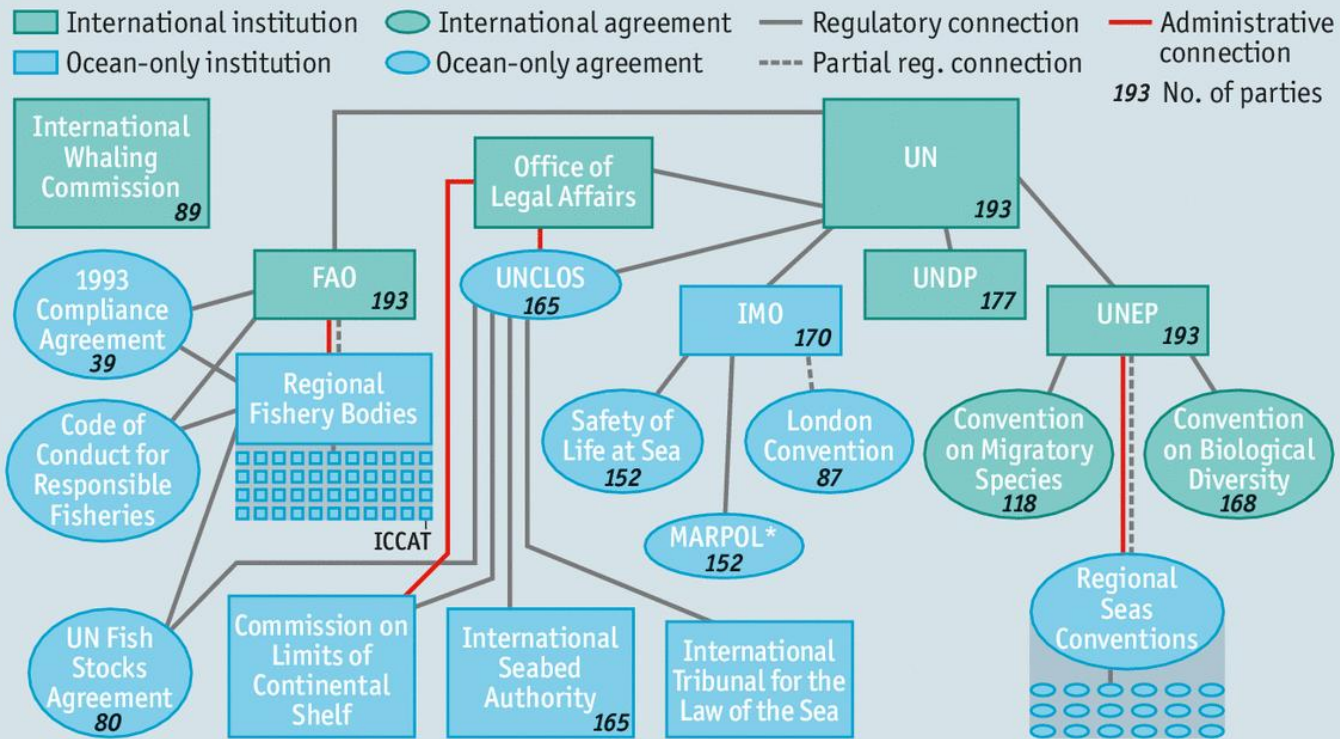 International institution
Ocean-only institution
International agreement
Ocean-only agreement
Regulatory connection
Partial reg. connection
Administrative
connection
193 No. of parties
International
Whaling
Commission
89
Office of
Legal Affairs
UN
193
1993
Compliance
Agreement
39
FAO
193
UNCLOS
165
IMO
170
UNDP
177
UNEP
193
Regional
Fishery Bodies
Code of
Conduct for
Responsible
Fisheries
Safety of
Life at Sea
152
London
Convention
87
Convention
on Migratory
Species
118
Convention
on Biological
Diversity
168
ICCAT
MARPOL*
152
Regional
Seas
Conventions
UN Fish
Stocks
Agreement
80
Commission on
Limits of
Continental
Shelf
International
Seabed
Authority
165
International
Tribunal for the
Law of the Sea